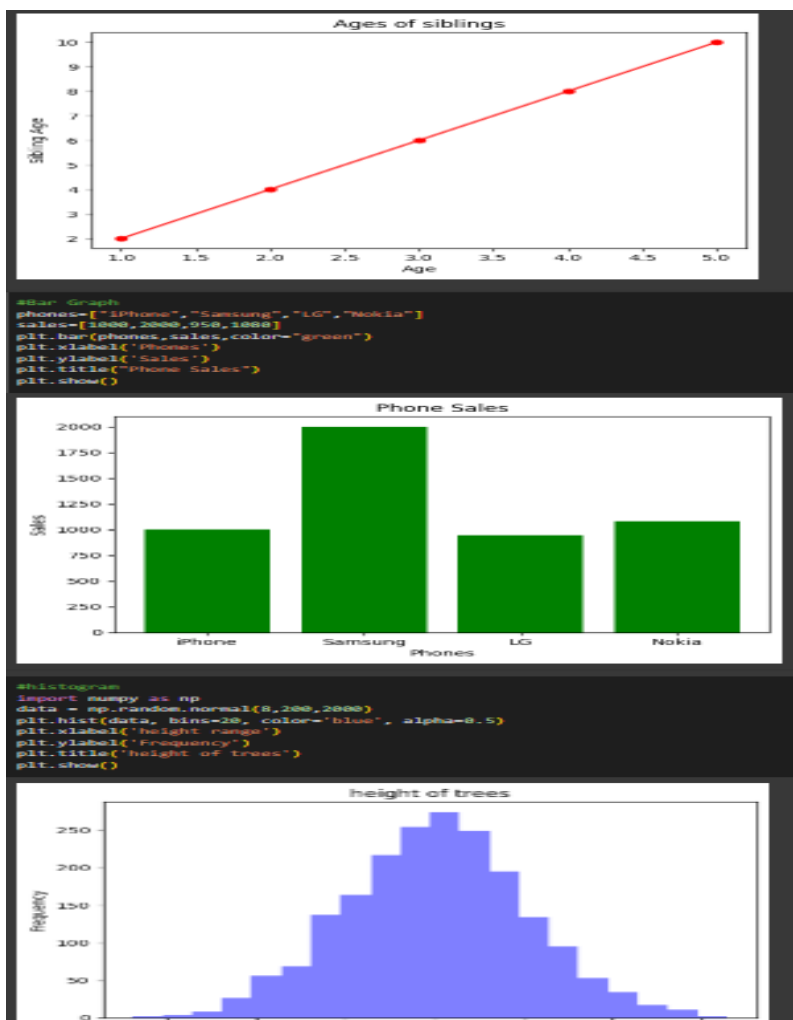 Ages of siblings
10
9
8
7
6
5
4
3
2
sibling Age
1.0 1.5 2.0 2.5 3.0 3.5 4.0 4.5 5.0
Age
#Bar Graph
phones=["iPhone","Samsung","LG","Nokia"]
sales=[1000,2000,950,1080]
plt.bar(phones,sales,color="green")
plt.xlabel('Phones')
plt.ylabel('Sales')
plt.title("Phone Sales")
plt.show()
Phone Sales
2000
1750
1500
1250
1000
750
500
250
0
Sales
iPhone Samsung LG Nokia
Phones
#histogram
import numpy as np
data = np.random.normal(8,200,2000)
plt.hist(data, bins=20, color='blue', alpha=0.5)
plt.xlabel('height range')
plt.ylabel('Frequency')
plt.title('height of trees')
plt.show()
height of trees
250
200
150
100
50
0
Frequency